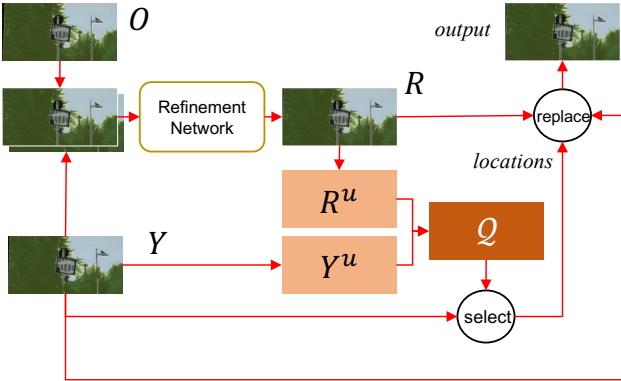 O
output
R
Refinement
Network
replace
locations
R^u
Q
Y
Y^u
select